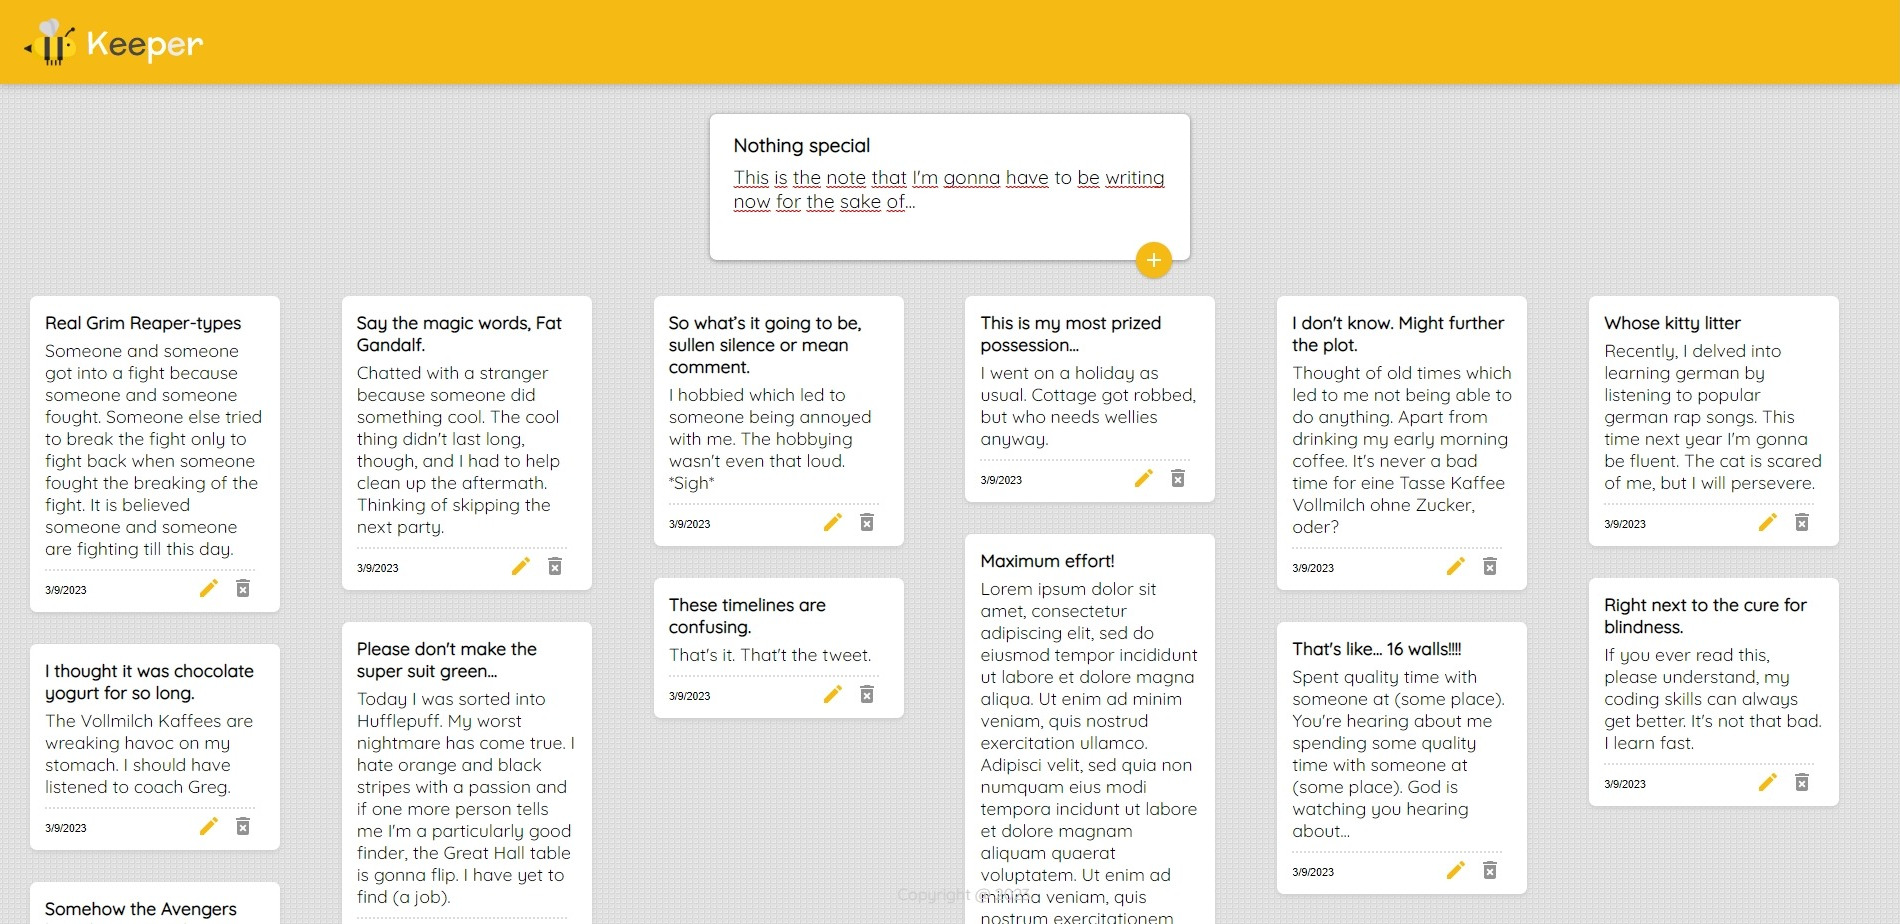 Keeper
Nothing special
This is the note that I'm gonna have to be writing
now for the sake of...
Real Grim Reaper-types
Someone and someone
got into a fight because
someone and someone
fought. Someone else tried
to break the fight only to
fight back when someone
fought the breaking of the
fight. It is believed
someone and someone
are fighting till this day.
3/9/2023
I thought it was chocolate
yogurt for so long.
The Vollmilch Kaffees are
wreaking havoc on my
stomach. I should have
listened to coach Greg.
3/9/2023
Somehow the Avengers
Say the magic words, Fat
Gandalf.
Chatted with a stranger
because someone did
something cool. The cool
thing didn't last long,
though, and I had to help
clean up the aftermath.
Thinking of skipping the
next party.
3/9/2023
Please don't make the
super suit green...
Today I was sorted into
Hufflepuff. My worst
nightmare has come true. I
hate orange and black
stripes with a passion and
if one more person tells
me I'm a particularly good
finder, the Great Hall table
is gonna flip. I have yet to
find (a job).
So what's it going to be,
sullen silence or mean
comment.
I hobbied which led to
someone being annoyed
with me. The hobbying
wasn't even that loud.
*Sigh*
3/9/2023
These timelines are
confusing.
That's it. That't the tweet.
3/9/2023
This is my most prized
possession...
I went on a holiday as
usual. Cottage got robbed,
but who needs wellies
anyway.
3/9/2023
Maximum effort!
Lorem ipsum dolor sit
amet, consectetur
adipiscing elit, sed do
eiusmod tempor incididunt
ut labore et dolore magna
aliqua. Ut enim ad minim
veniam, quis nostrud
exercitation ullamco.
Adipisci velit, sed quia non
numquam eius modi
tempora incidunt ut labore
et dolore magnam
aliquam quaerat
voluptatem. Ut enim ad
minima veniam, quis
nostrum exercitationem
I don't know. Might further
the plot.
Thought of old times which
led to me not being able to
do anything. Apart from
drinking my early morning
coffee. It's never a bad
time for eine Tasse Kaffee
Vollmilch ohne Zucker,
oder?
3/9/2023
That's like... 16 walls!!!!
Spent quality time with
someone at (some place).
You're hearing about me
spending some quality
time with someone at
(some place). God is
watching you hearing
about...
3/9/2023
Whose kitty litter
Recently, I delved into
learning german by
listening to popular
german rap songs. This
time next year I'm gonna
be fluent. The cat is scared
of me, but I will persevere.
3/9/2023
Right next to the cure for
blindness.
If you ever read this,
please understand, my
coding skills can always
get better. It's not that bad.
I learn fast.
3/9/2023
Copyright @ 2023